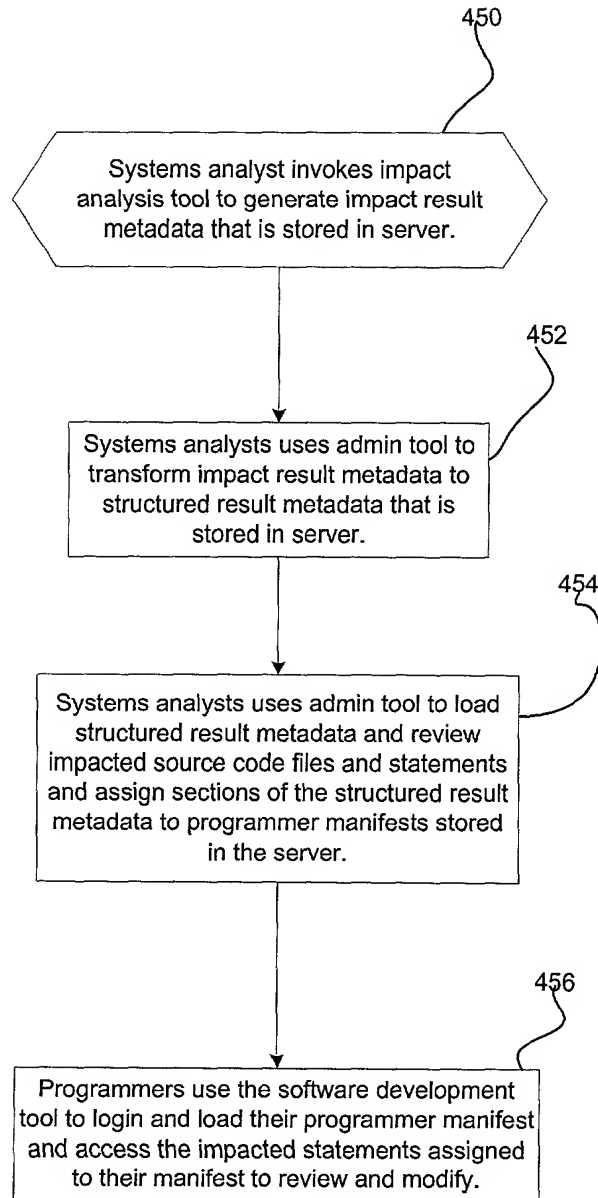 450
Systems analyst invokes impact
analysis tool to generate impact result
metadata that is stored in server.
452
Systems analysts uses admin tool to
transform impact result metadata to
structured result metadata that is
stored in server.
454
Systems analysts uses admin tool to load
structured result metadata and review
impacted source code files and statements
and assign sections of the structured result
metadata to programmer manifests stored
in the server.
456
Programmers use the software development
tool to login and load their programmer manifest
and access the impacted statements assigned
to their manifest to review and modify.